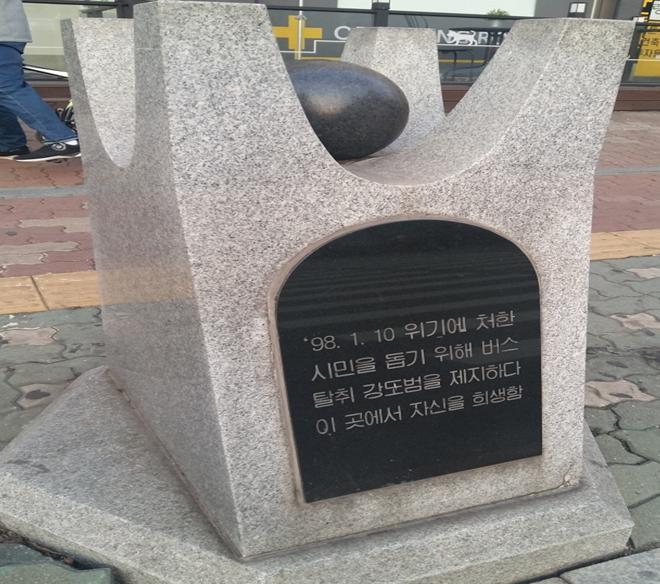 '98. 1. 10 위기에 처한
시민을 돕기 위해 버스
탈취 강또범을 제지하다
이 곳에서 자신을 희생함